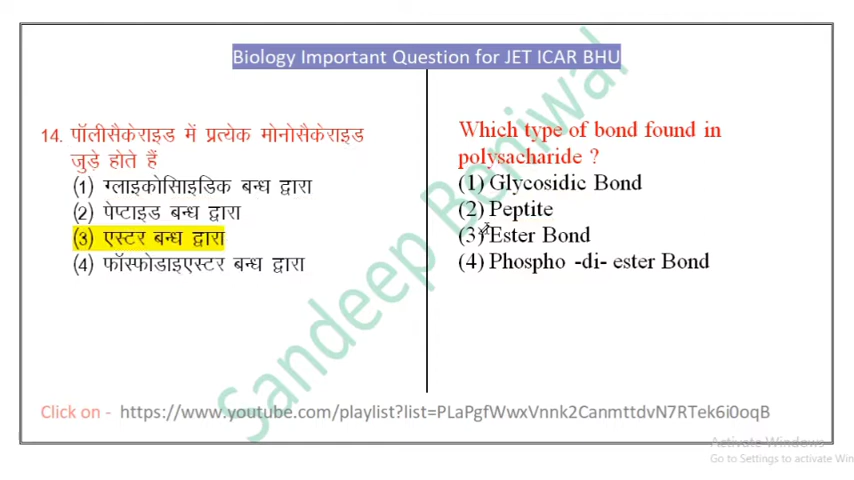 Biology Important Question for JET ICAR BHU
14. पॉलीसैकेराइड में प्रत्येक मोनोसैकेराइड
जुड़े होते हैं
(1) ग्लाइकोसिाइडिक बन्ध द्वारा
(2) पेप्टाइड बन्ध द्वारा
(3) एस्टर बन्ध द्वारा
(4) फॉस्फोडाइएस्टर बन्ध द्वारा
Which type of bond found in
polysacharide ?
(1) Glycosidic Bond
(2) Peptite
(3) Ester Bond
(4) Phospho -di- ester Bond
Sandeep Beniwal
Click on - https://www.youtube.com/playlist?list=PLaPgfWwxVnnk2CanmttdvN7RTek6i0oqB
Activate Windows
Go to Settings to activate Win